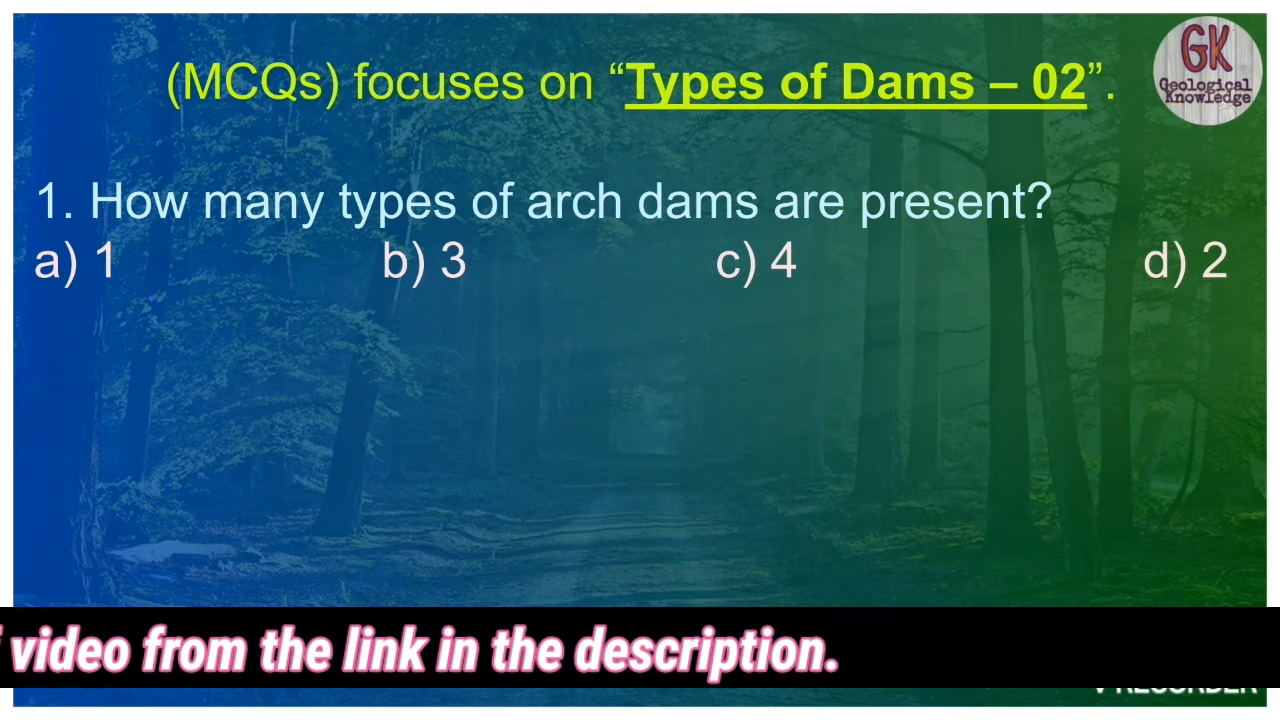 (MCQs) focuses on “Types of Dams – 02”.
GK
Geological
Knowledge
1. How many types of arch dams are present?
a) 1 b) 3 c) 4 d) 2
video from the link in the description.
RECORDER